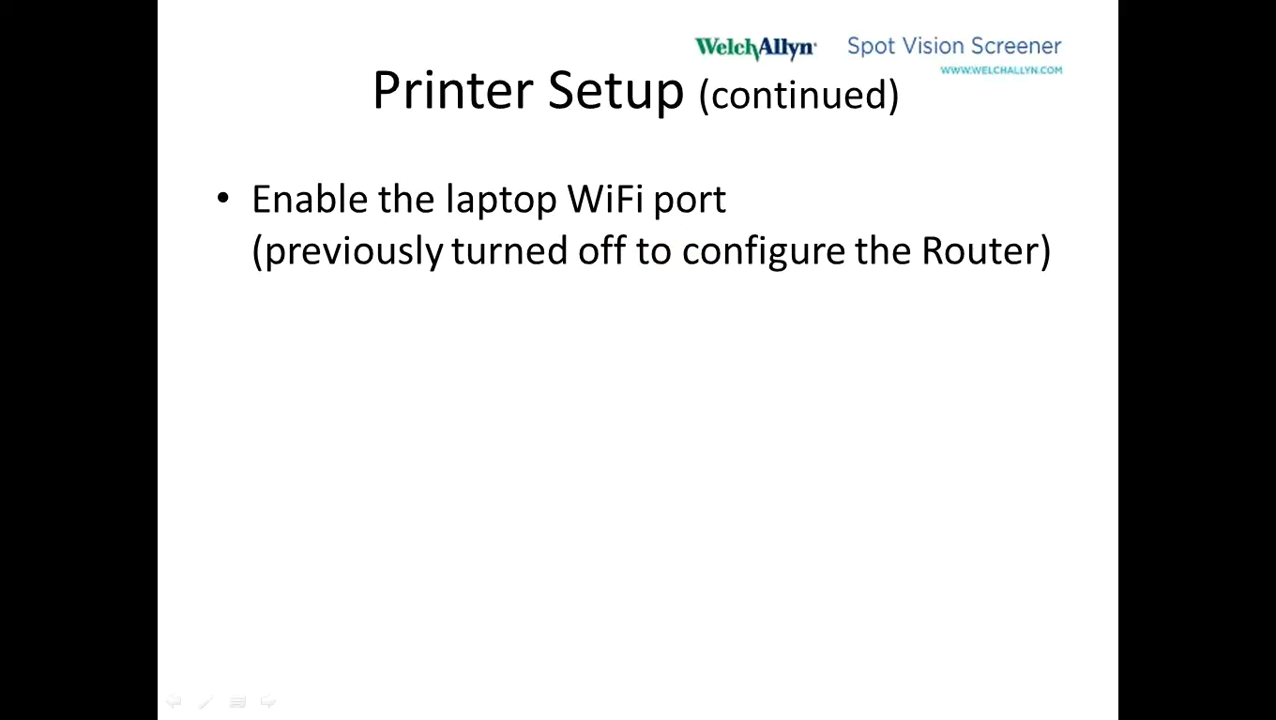 WelchAllyn® Spot Vision Screener
WWW.WELCHALLYN.COM
Printer Setup (continued)
• Enable the laptop WiFi port
(previously turned off to configure the Router)